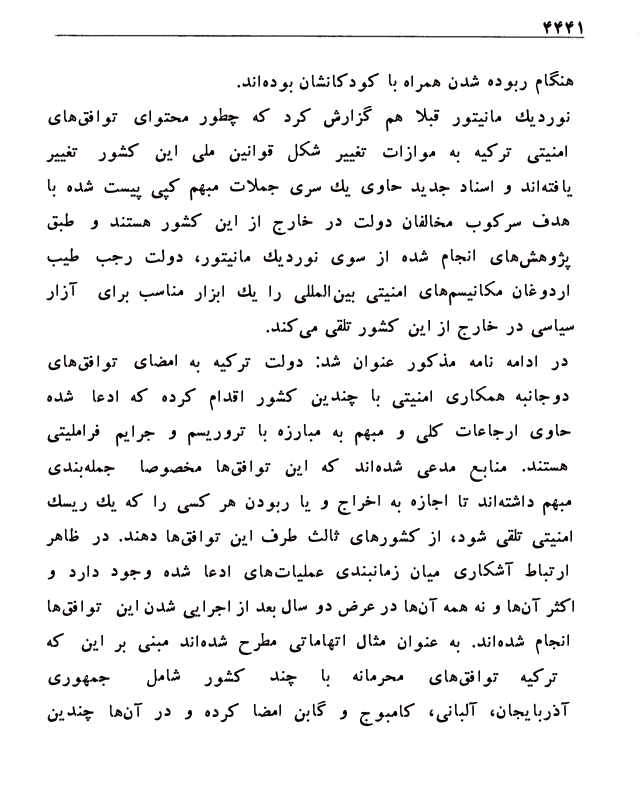 ۴۴۴۱
هنگام ربوده شدن همراه با کودکانشان بوده‌اند.
نوردیك مانیتور قبلا هم گزارش کرد که چطور محتوای توافق‌های
امنیتی ترکیه به موازات تغییر شکل قوانین ملی این کشور تغییر
یافته‌اند و اسناد جدید حاوی یك سری جملات مبهم کپی پیست شده با
هدف سرکوب مخالفان دولت در خارج از این کشور هستند و طبق
پژوهش‌های انجام شده از سوی نوردیك مانیتور، دولت رجب طیب
اردوغان مکانیسم‌های امنیتی بین‌المللی را یك ابزار مناسب برای آزار
سیاسی در خارج از این کشور تلقی می‌کند.
در ادامه نامه مذکور عنوان شد: دولت ترکیه به امضای توافق‌های
دوجانبه همکاری امنیتی با چندین کشور اقدام کرده که ادعا شده
حاوی ارجاعات کلی و مبهم به مبارزه با تروریسم و جرایم فراملیتی
هستند. منابع مدعی شده‌اند که این توافق‌ها مخصوصا جمله‌بندی
مبهم داشته‌اند تا اجازه به اخراج و یا ربودن هر کسی را که یك ریسك
امنیتی تلقی شود، از کشورهای ثالث طرف این توافق‌ها دهند. در ظاهر
ارتباط آشکاری میان زمانبندی عملیات‌های ادعا شده وجود دارد و
اکثر آن‌ها و نه همه آن‌ها در عرض دو سال بعد از اجرایی شدن این توافق‌ها
انجام شده‌اند. به عنوان مثال اتهاماتی مطرح شده‌اند مبنی بر این که
ترکیه توافق‌های محرمانه با چند کشور شامل جمهوری
آذربایجان، آلبانی، کامبوج و گابن امضا کرده و در آن‌ها چندین